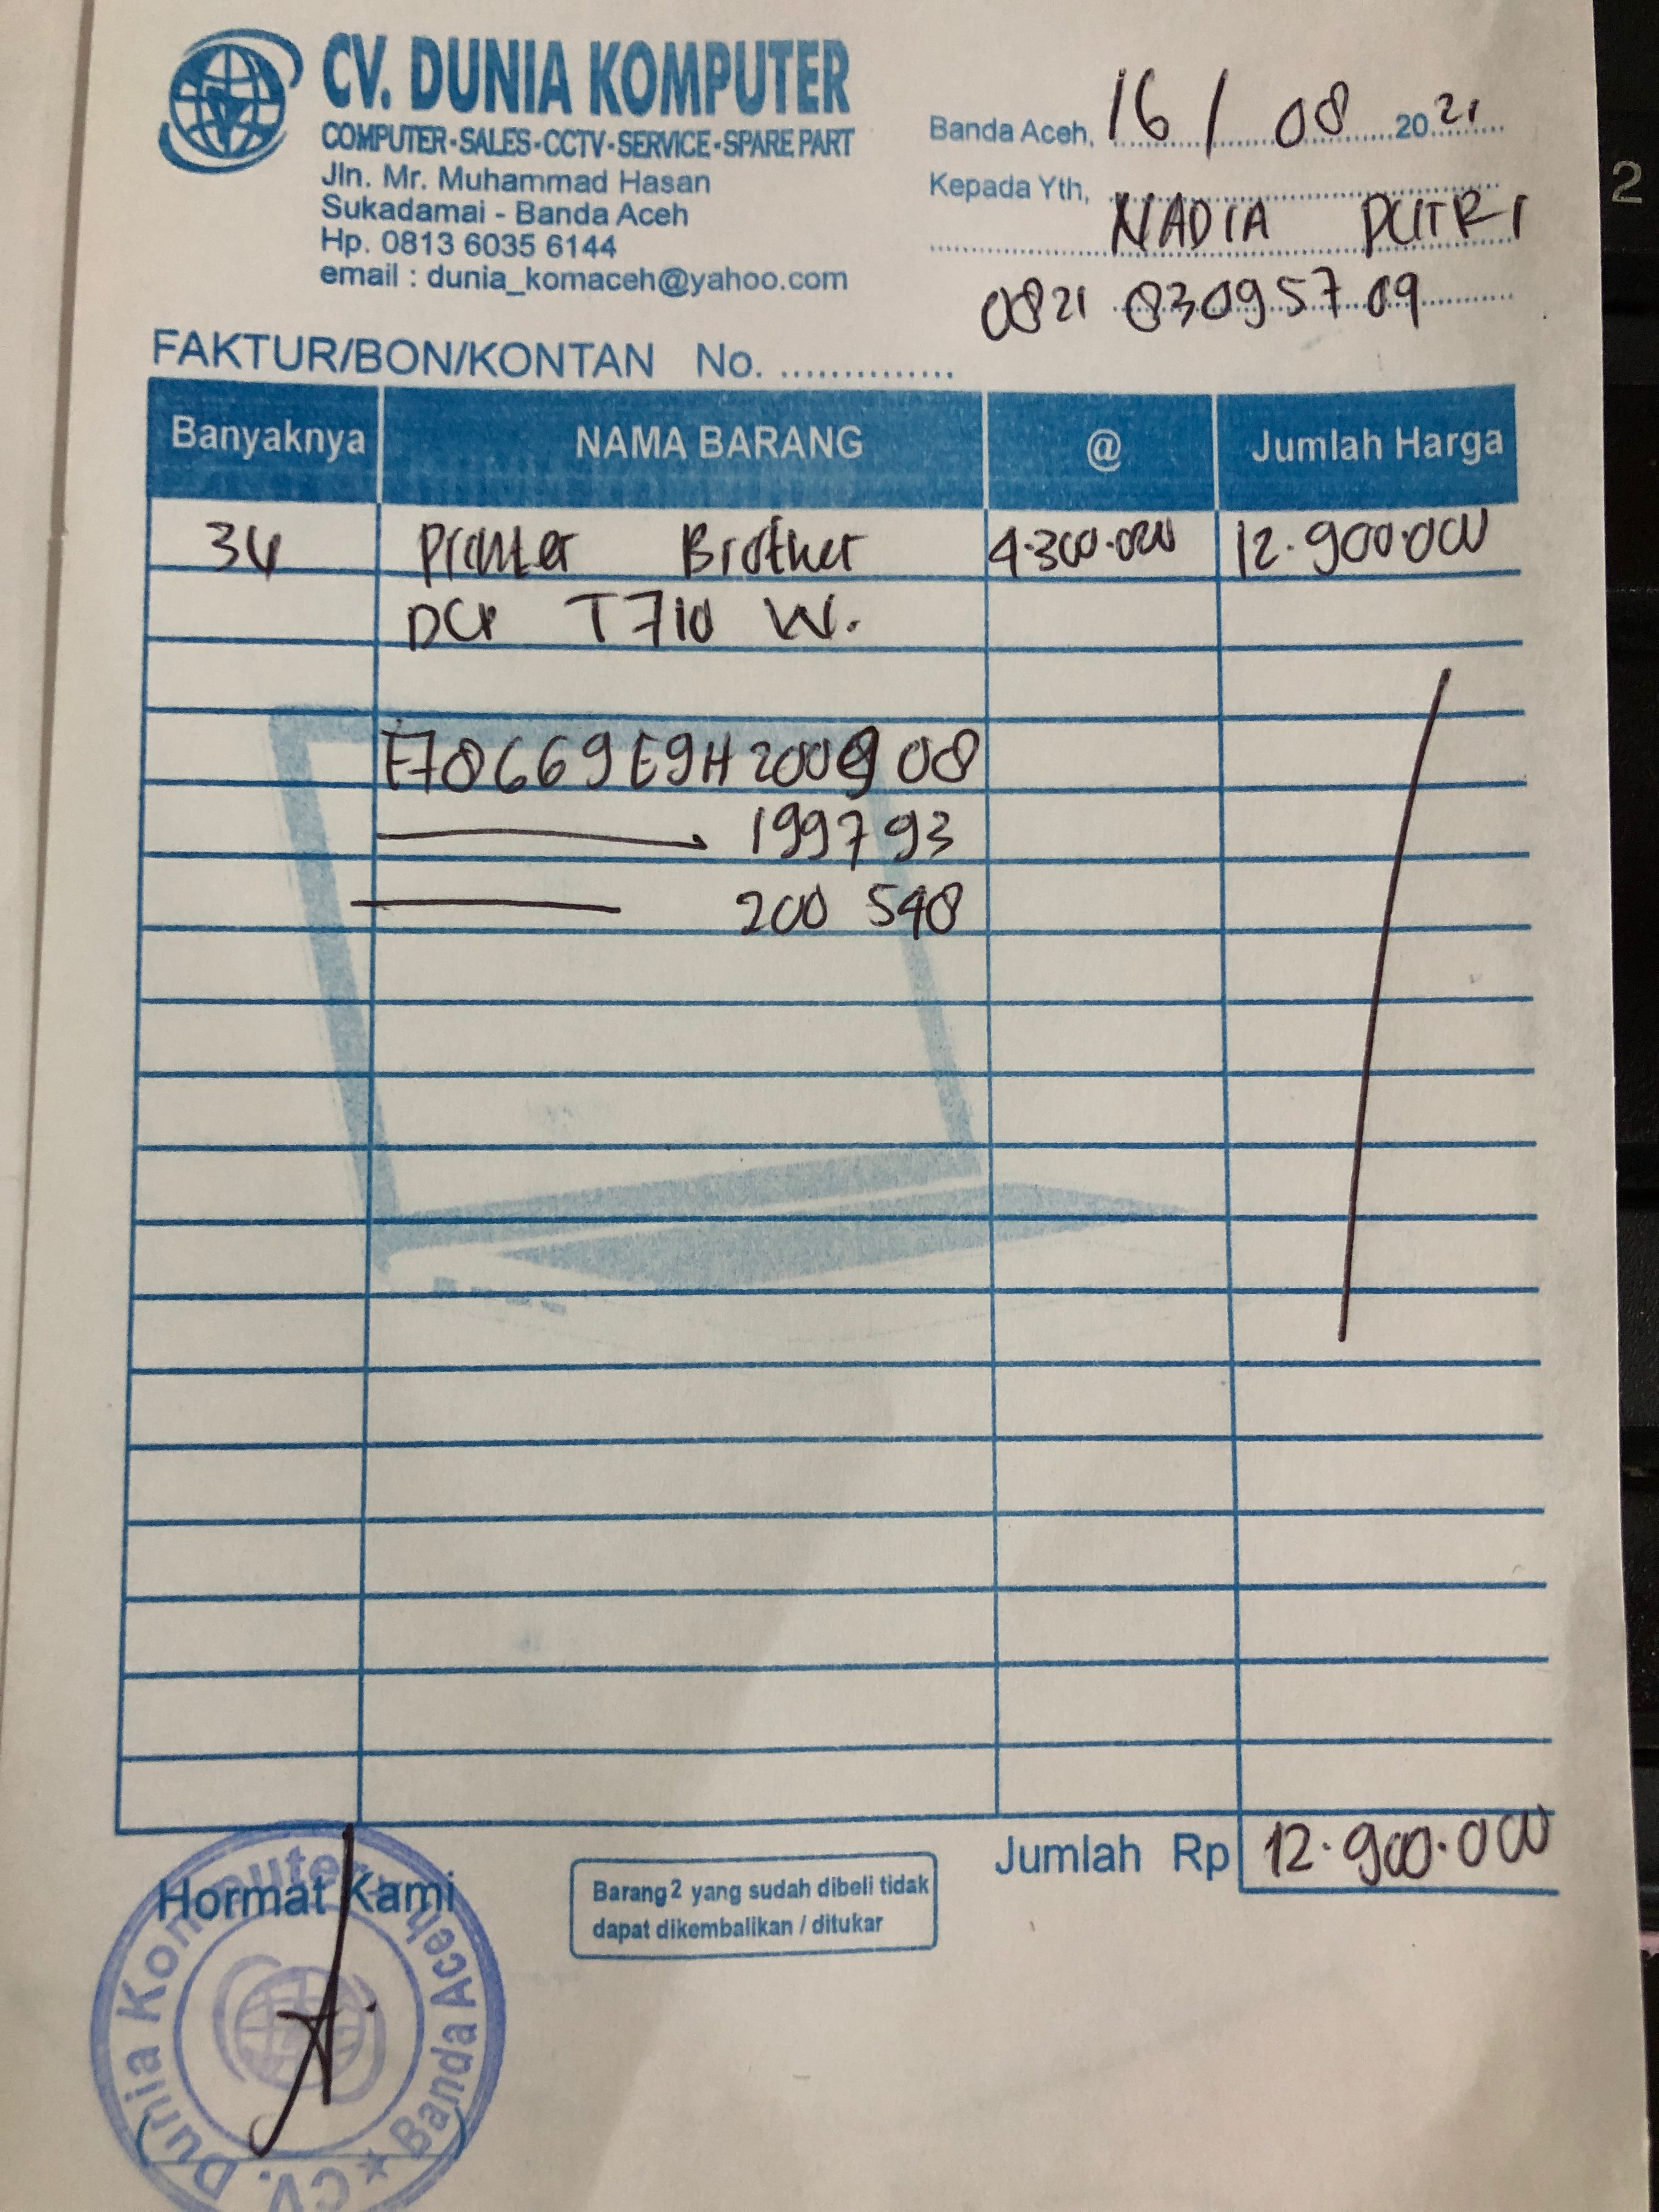 CV. DUNIA KOMPUTER
COMPUTER-SALES-CCTV-SERVICE-SPARE PART
Jln. Mr. Muhammad Hasan
Sukadamai - Banda Aceh
Hp. 0813 6035 6144
email : dunia_komaceh@yahoo.com
Banda Aceh, 16 / 08 2021
Kepada Yth,
NADIA PUTRI
0821 83095709
FAKTUR/BON/KONTAN No. ...............
Banyaknya NAMA BARANG @ Jumlah Harga
3U Printer Brother 4.300.000 12.900.000
DCP T710 W.
E78669E9H200908
199793
200 548
Jumlah Rp 12.900.000
Hormat Kami
Barang2 yang sudah dibeli tidak
dapat dikembalikan / ditukar
CV. Dunia Komputer
Banda Aceh
2